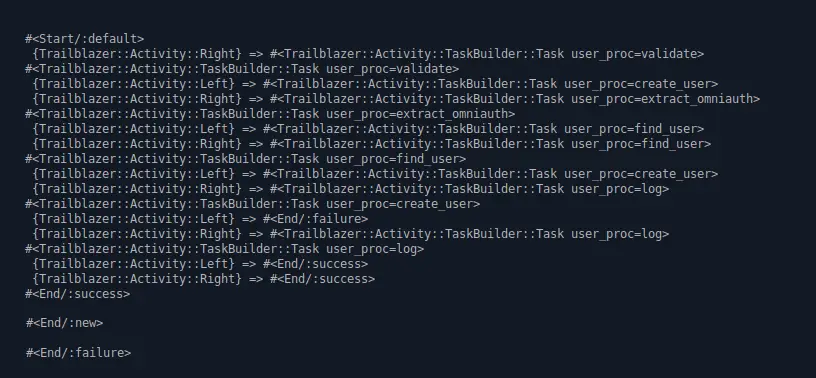 #<Start/:default>
{Trailblazer::Activity::Right} => #<Trailblazer::Activity::TaskBuilder::Task user_proc=validate>
#<Trailblazer::Activity::TaskBuilder::Task user_proc=validate>
{Trailblazer::Activity::Left} => #<Trailblazer::Activity::TaskBuilder::Task user_proc=create_user>
{Trailblazer::Activity::Right} => #<Trailblazer::Activity::TaskBuilder::Task user_proc=extract_omniauth>
#<Trailblazer::Activity::TaskBuilder::Task user_proc=extract_omniauth>
{Trailblazer::Activity::Left} => #<Trailblazer::Activity::TaskBuilder::Task user_proc=find_user>
{Trailblazer::Activity::Right} => #<Trailblazer::Activity::TaskBuilder::Task user_proc=find_user>
#<Trailblazer::Activity::TaskBuilder::Task user_proc=find_user>
{Trailblazer::Activity::Left} => #<Trailblazer::Activity::TaskBuilder::Task user_proc=create_user>
{Trailblazer::Activity::Right} => #<Trailblazer::Activity::TaskBuilder::Task user_proc=log>
#<Trailblazer::Activity::TaskBuilder::Task user_proc=create_user>
{Trailblazer::Activity::Left} => #<End/:failure>
{Trailblazer::Activity::Right} => #<Trailblazer::Activity::TaskBuilder::Task user_proc=log>
#<Trailblazer::Activity::TaskBuilder::Task user_proc=log>
{Trailblazer::Activity::Left} => #<End/:success>
{Trailblazer::Activity::Right} => #<End/:success>
#<End/:success>
#<End/:new>
#<End/:failure>